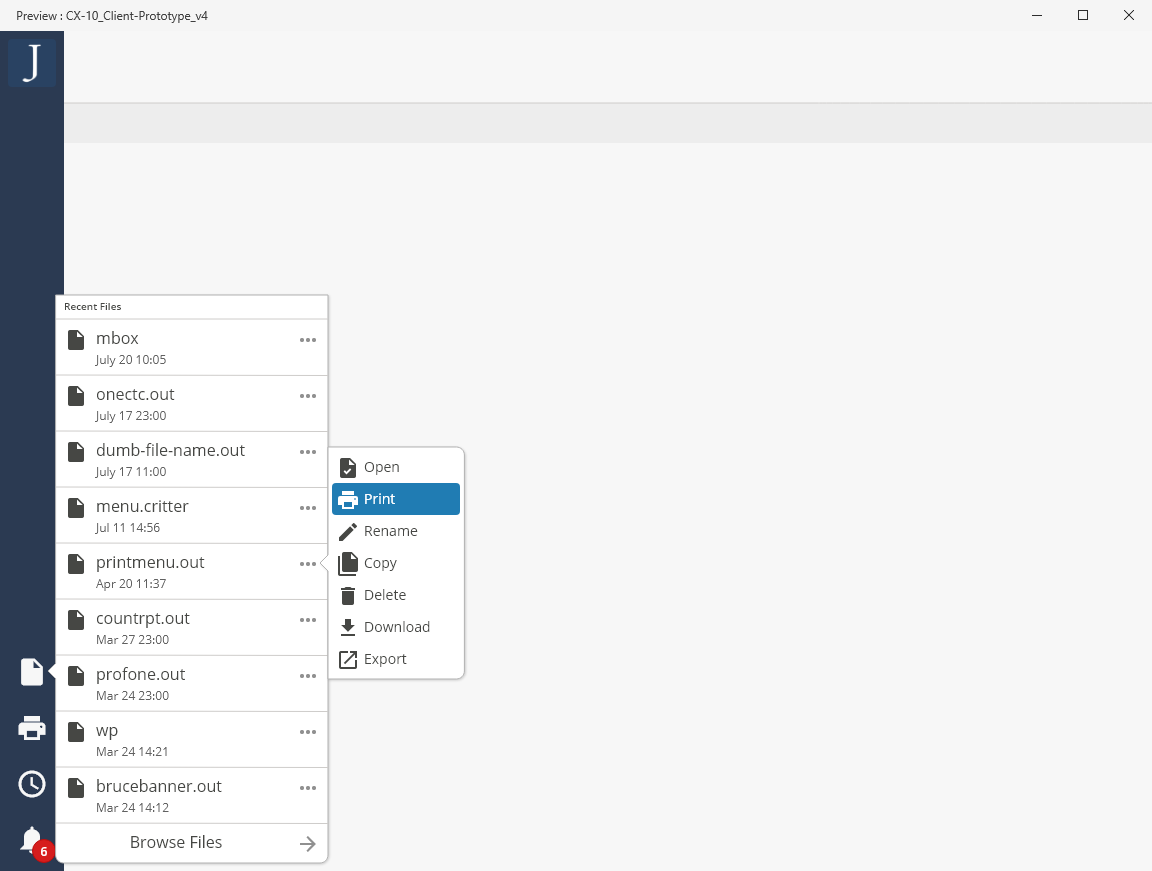 Preview : CX-10_Client-Prototype_v4
J
Recent Files
mbox
July 20 10:05
onectc.out
July 17 23:00
dumb-file-name.out
July 17 11:00
menu.critter
Jul 11 14:56
printmenu.out
Apr 20 11:37
countrpt.out
Mar 27 23:00
profone.out
Mar 24 23:00
wp
Mar 24 14:21
brucebanner.out
Mar 24 14:12
Browse Files
Open
Print
Rename
Copy
Delete
Download
Export
6